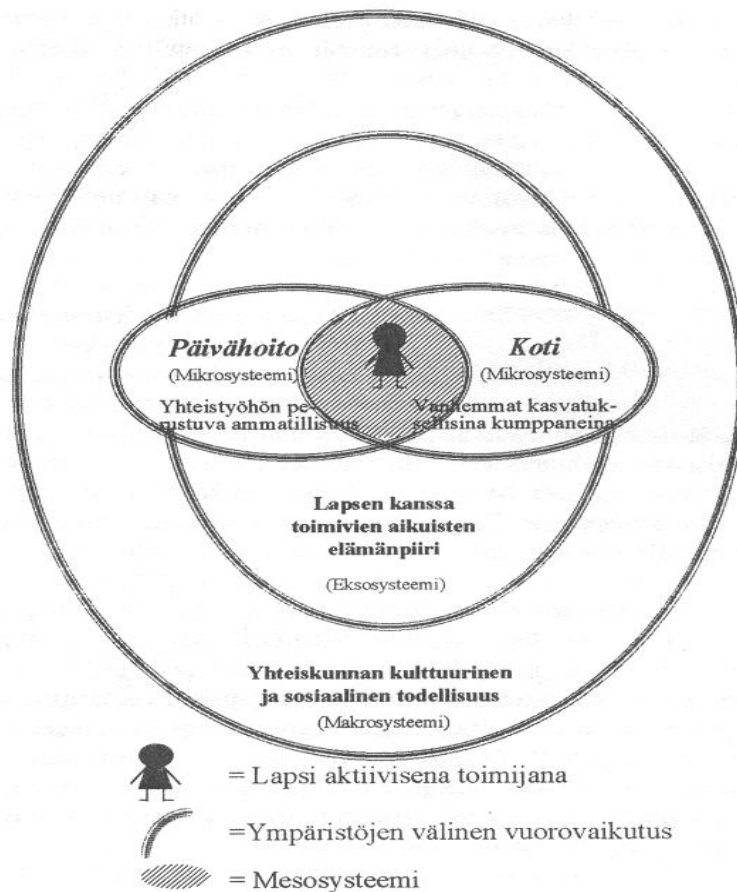 Päivähoito
(Mikrosysteemi)
Yhteistyöhön pe-
rustuva ammatillisuus
Koti
(Mikrosysteemi)
Vanhemmat kasvatuk-
sellisina kumppaneina
Lapsen kanssa
toimivien aikuisten
elämänpiiri
(Eksosysteemi)
Yhteiskunnan kulttuurinen
ja sosiaalinen todellisuus
(Makrosysteemi)
= Lapsi aktiivisena toimijana
=Ympäristöjen välinen vuorovaikutus
= Mesosysteemi